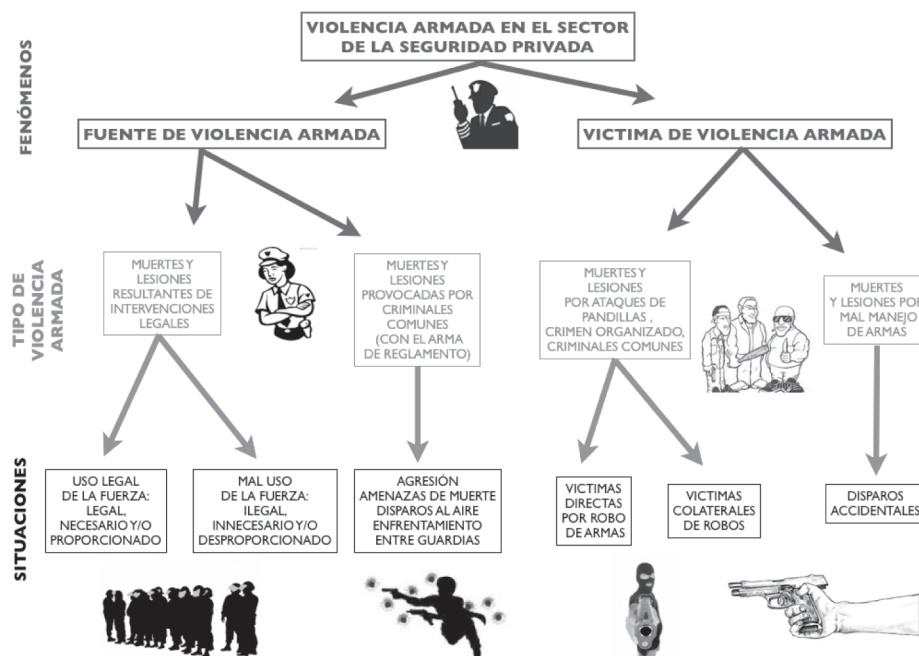 VIOLENCIA ARMADA EN EL SECTOR
DE LA SEGURIDAD PRIVADA
FENÓMENOS
FUENTE DE VIOLENCIA ARMADA
VICTIMA DE VIOLENCIA ARMADA
TIPO DE
VIOLENCIA
ARMADA
MUERTES Y
LESIONES
RESULTANTES DE
INTERVENCIONES
LEGALES
MUERTES Y
LESIONES
PROVOCADAS POR
CRIMINALES
COMUNES
(CON EL ARMA
DE REGLAMENTO)
MUERTES Y
LESIONES
POR ATAQUES DE
PANDILLAS ,
CRIMEN ORGANIZADO,
CRIMINALES COMUNES
MUERTES
Y LESIONES POR
MAL MANEJO
DE ARMAS
SITUACIONES
USO LEGAL
DE LA FUERZA:
LEGAL,
NECESARIO Y/O
PROPORCIONADO
MAL USO
DE LA FUERZA:
ILEGAL,
INNECESARIO Y/O
DESPROPORCIONADO
AGRESIÓN
AMENAZAS DE MUERTE
DISPAROS AL AIRE
ENFRENTAMIENTO
ENTRE GUARDIAS
VICTIMAS
DIRECTAS
POR ROBO
DE ARMAS
VICTIMAS
COLATERALES
DE ROBOS
DISPAROS
ACCIDENTALES